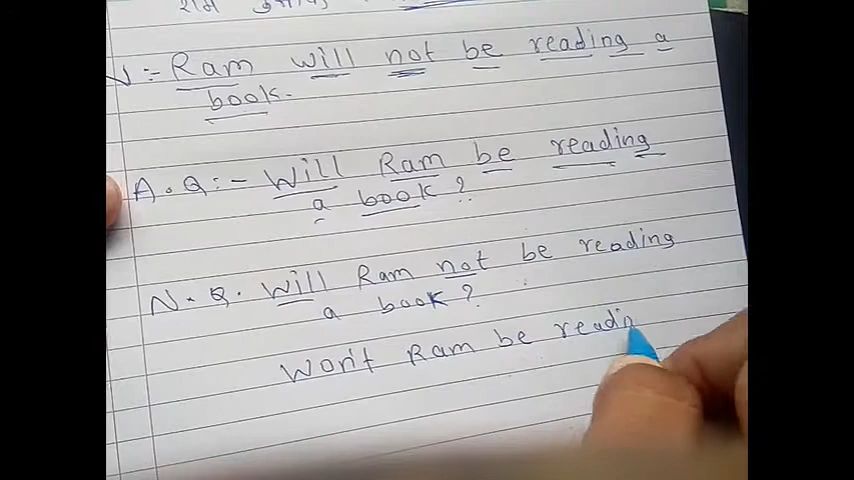 राम
N := Ram will not be reading a
book.
A.Q:- Will Ram be reading
a book?
N.Q. Will Ram not be reading
a book?
Won't Ram be readin